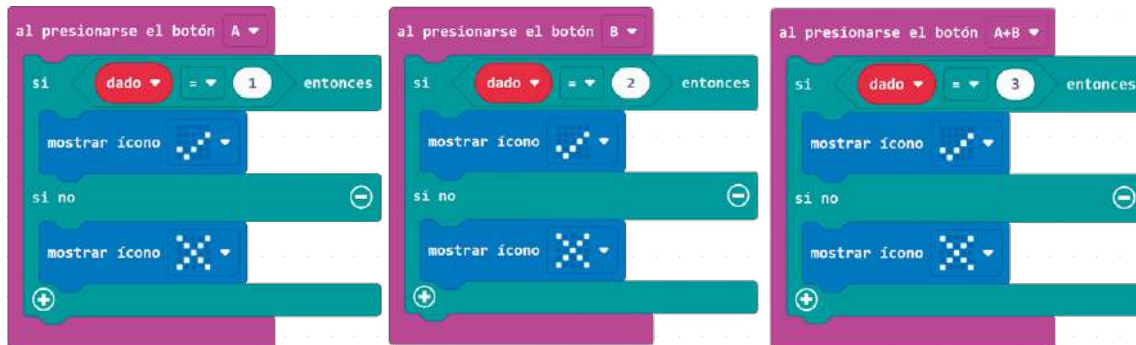 al presionarse el botón A
si dado = 1 entonces
mostrar ícono
si no
mostrar ícono
al presionarse el botón B
si dado = 2 entonces
mostrar ícono
si no
mostrar ícono
al presionarse el botón A+B
si dado = 3 entonces
mostrar ícono
si no
mostrar ícono